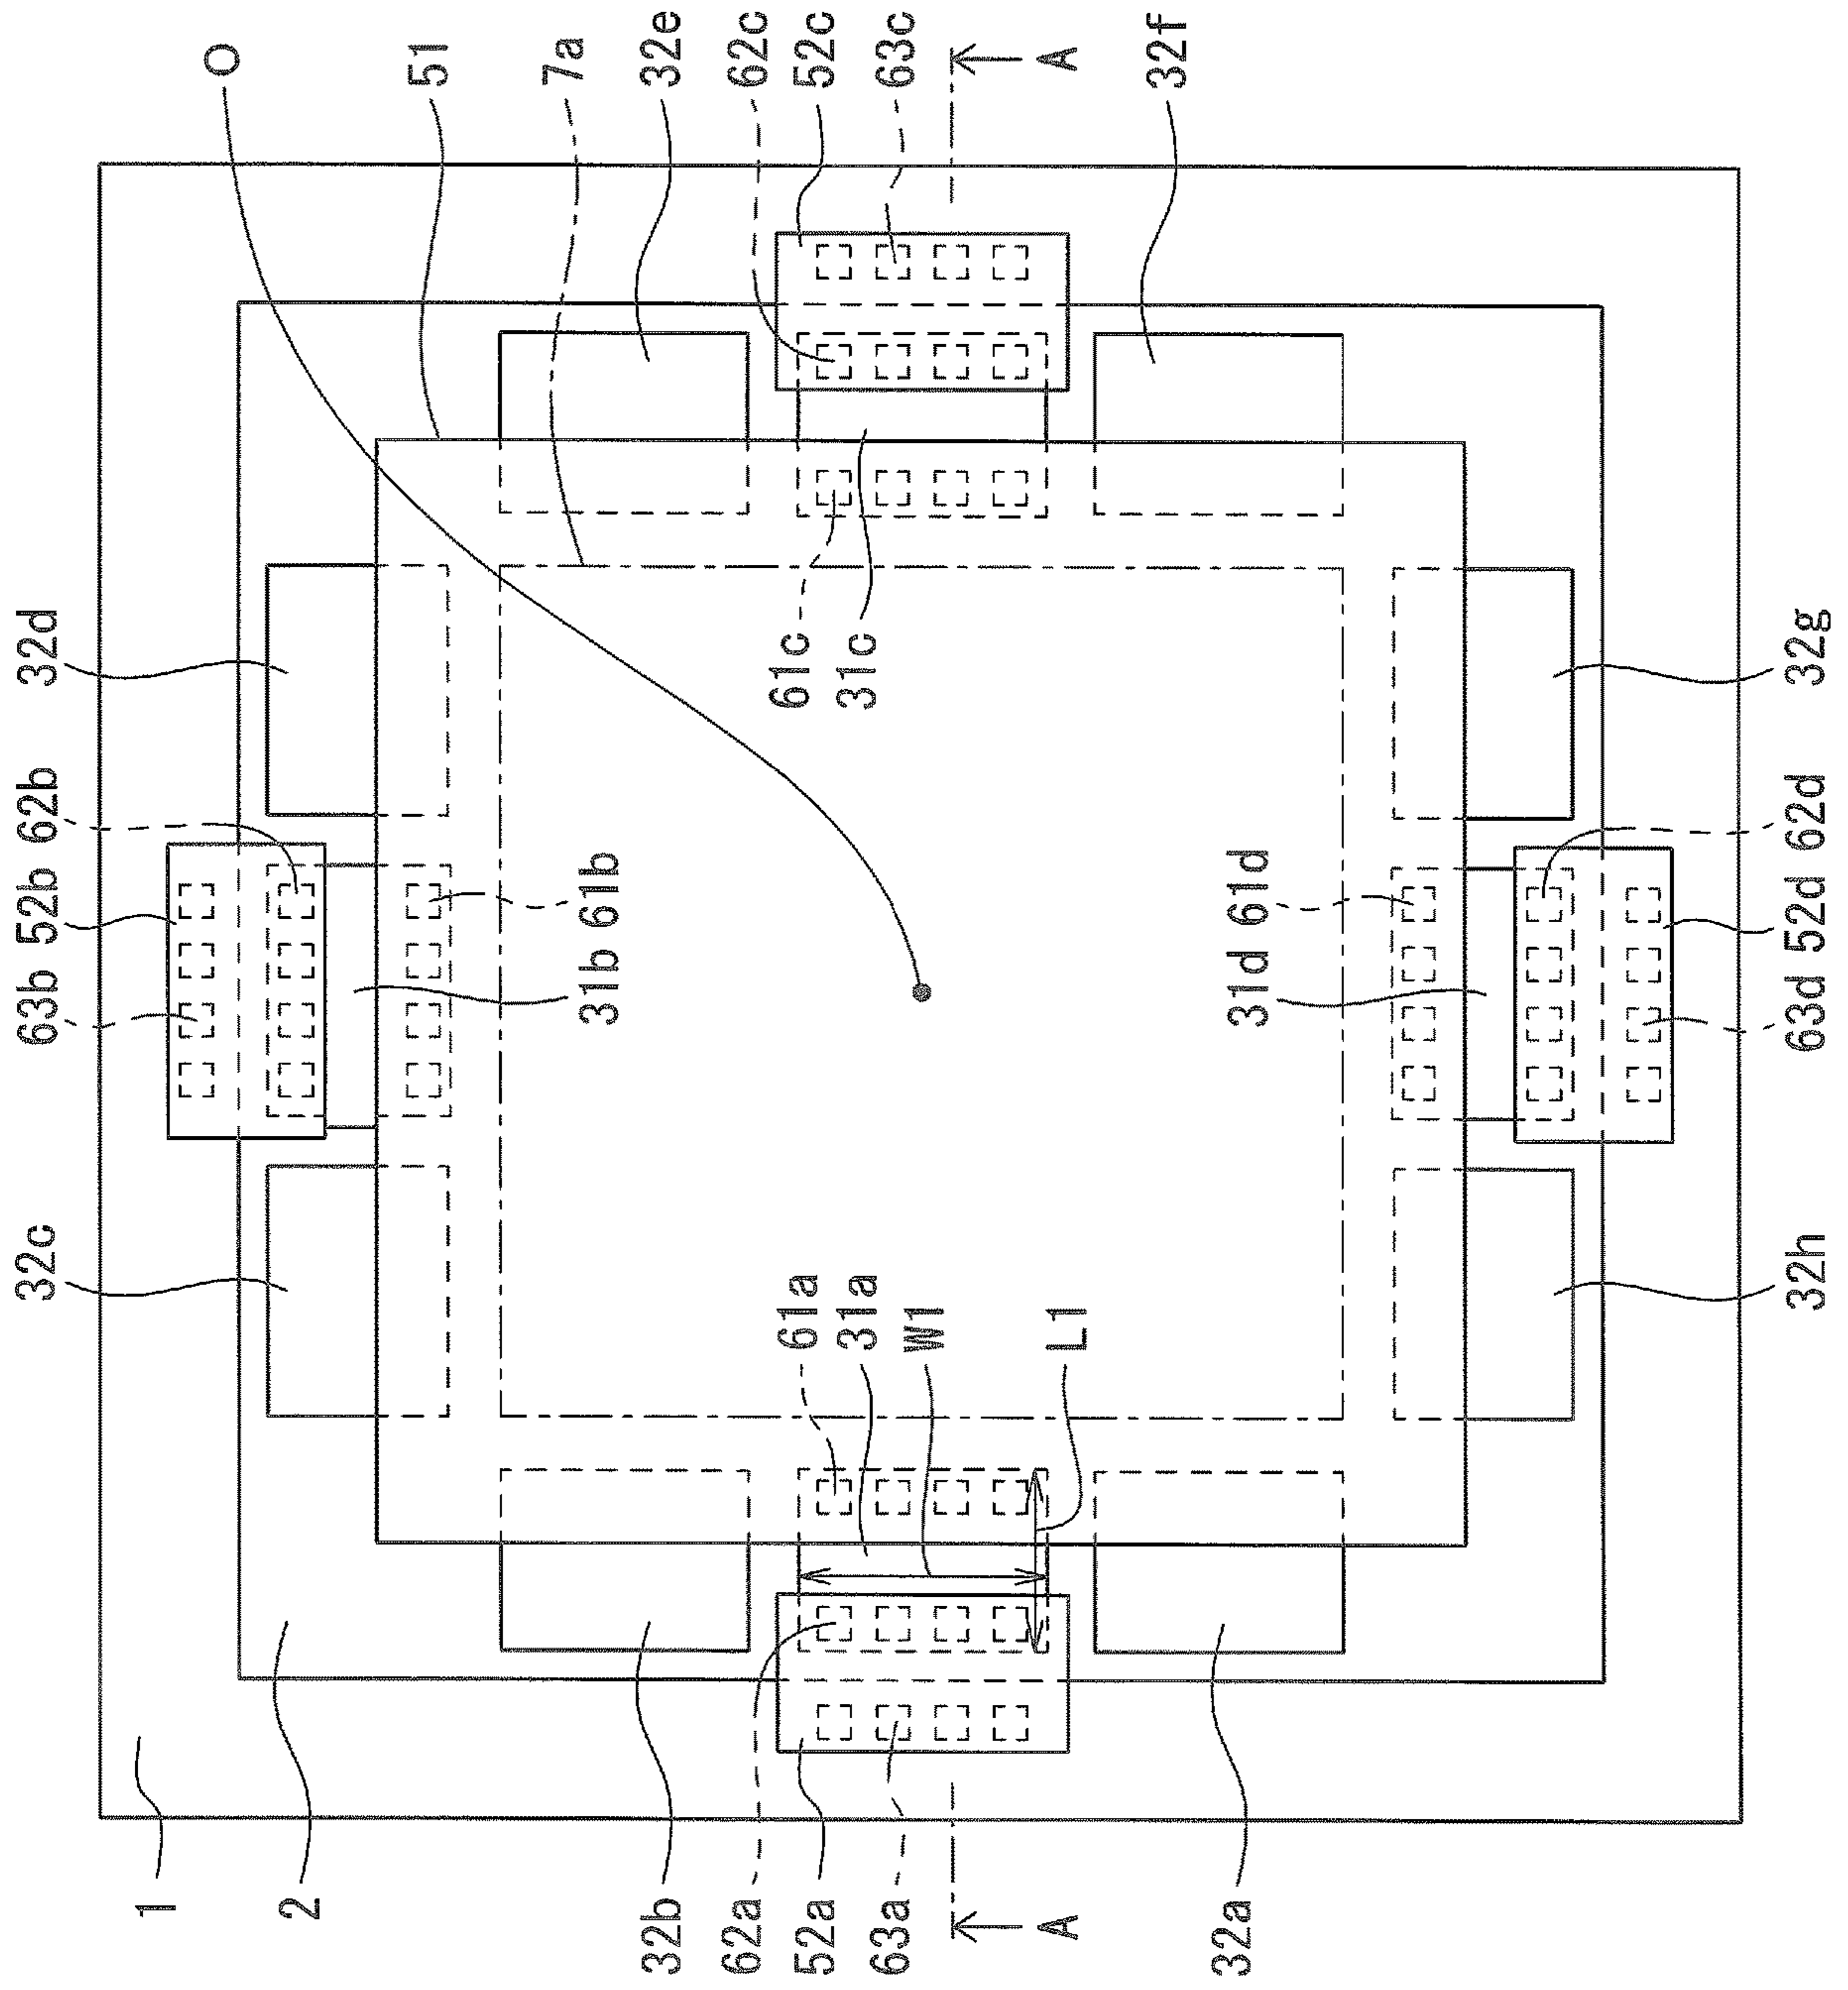 32c 63b 52b 62b 32d
1
O
2
51
7a
31b 61b
32b
32e
62a
62c
61a
61c
52a
52c
31a
31c
63a
63c
W1
A
L1
A
32f
32a
31d 61d
32h 63d 52d 62d 32g